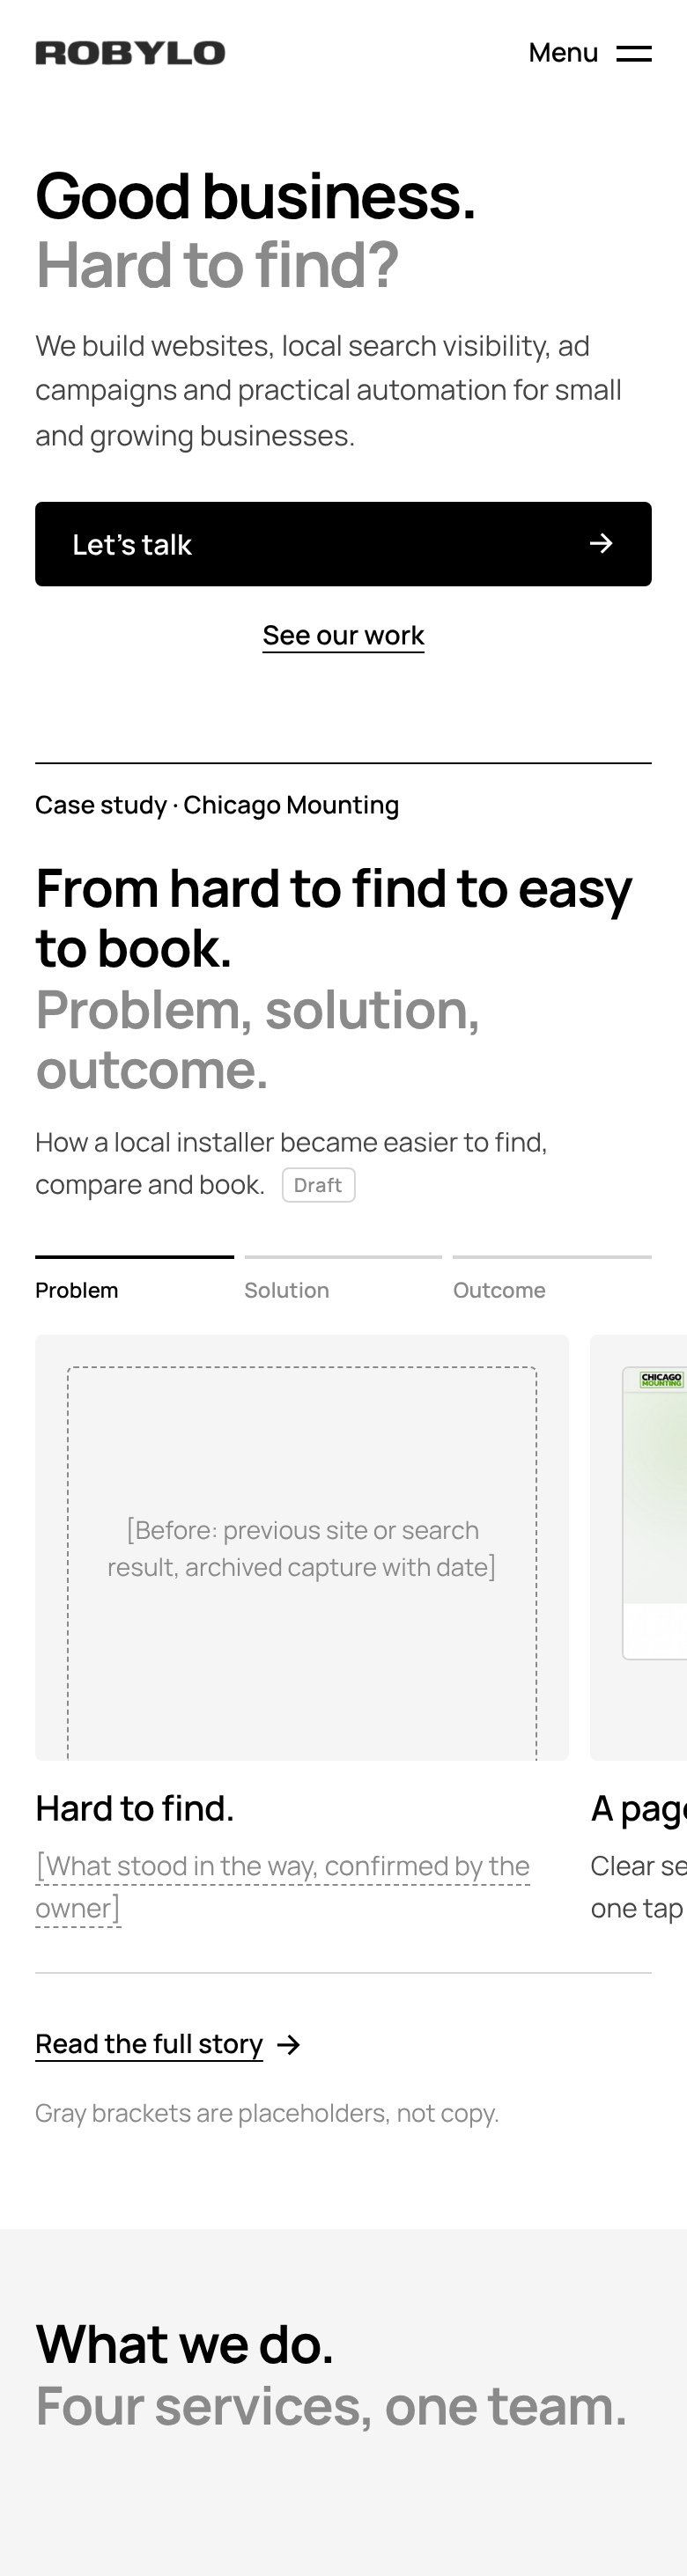 ROBYLO
Menu
Good business.
Hard to find?
We build websites, local search visibility, ad
campaigns and practical automation for small
and growing businesses.
Let’s talk
See our work
Case study · Chicago Mounting
From hard to find to easy
to book.
Problem, solution,
outcome.
How a local installer became easier to find,
compare and book.
Draft
Problem
Solution
Outcome
[Before: previous site or search
result, archived capture with date]
CHICAGO
MOUNTING
Hard to find.
[What stood in the way, confirmed by the
owner]
A page
Clear se
one tap
Read the full story
Gray brackets are placeholders, not copy.
What we do.
Four services, one team.